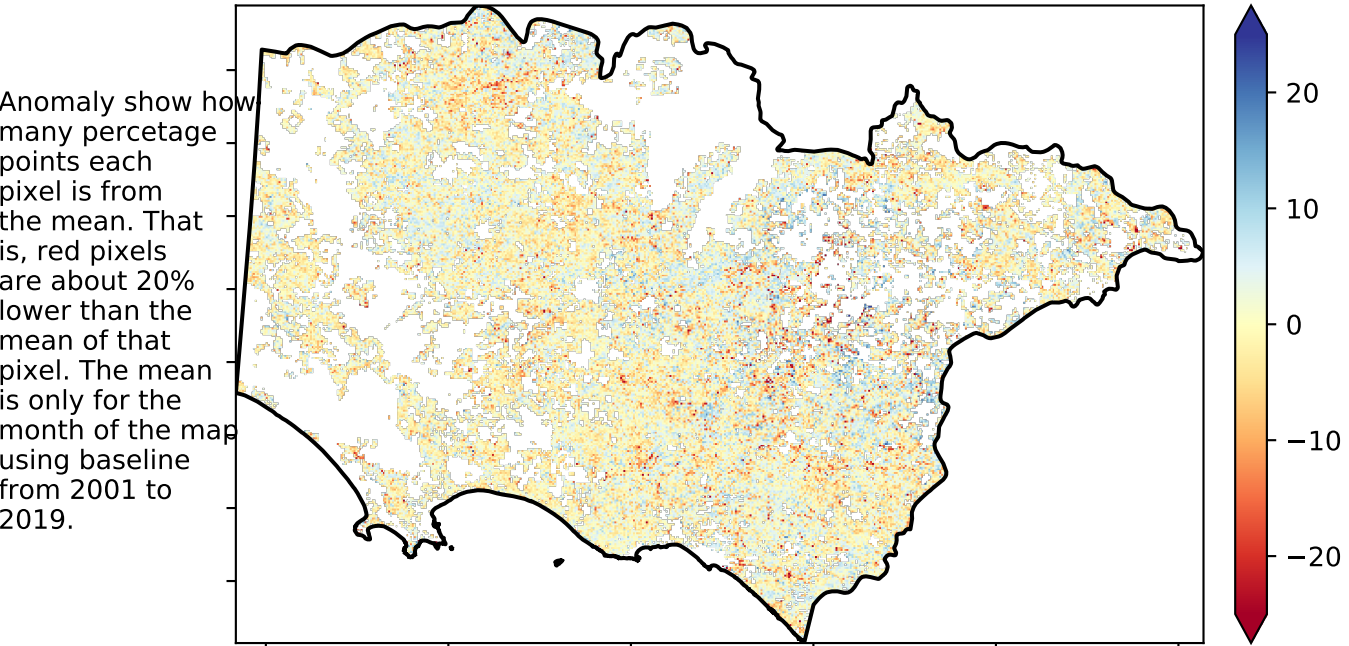 Anomaly show how
many percetage
points each
pixel is from
the mean. That
is, red pixels
are about 20%
lower than the
mean of that
pixel. The mean
is only for the
month of the map
using baseline
from 2001 to
2019.
20
10
0
−10
−20